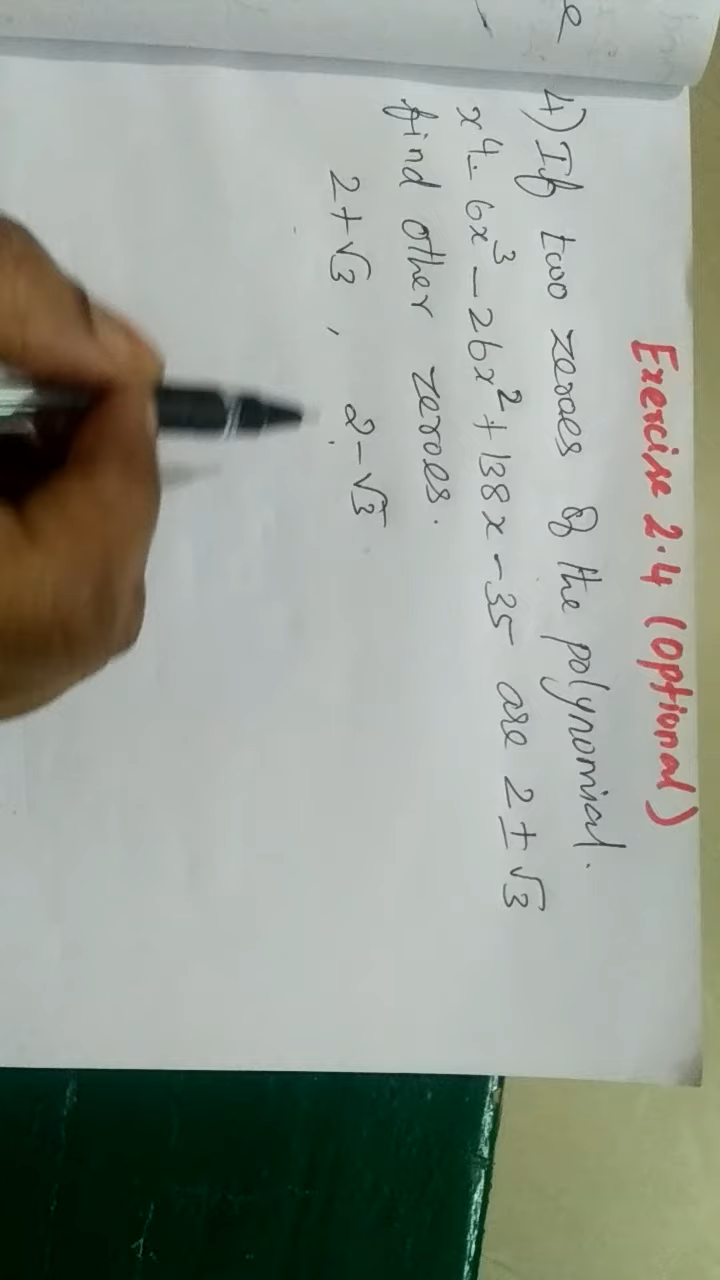 Exercise 2.4 (Optional)
4) If two zeroes of the polynomial.
x⁴- 6x³ - 26x² + 138x - 35 are 2 ± √3
find other zeroes.
2+√3 , 2-√3